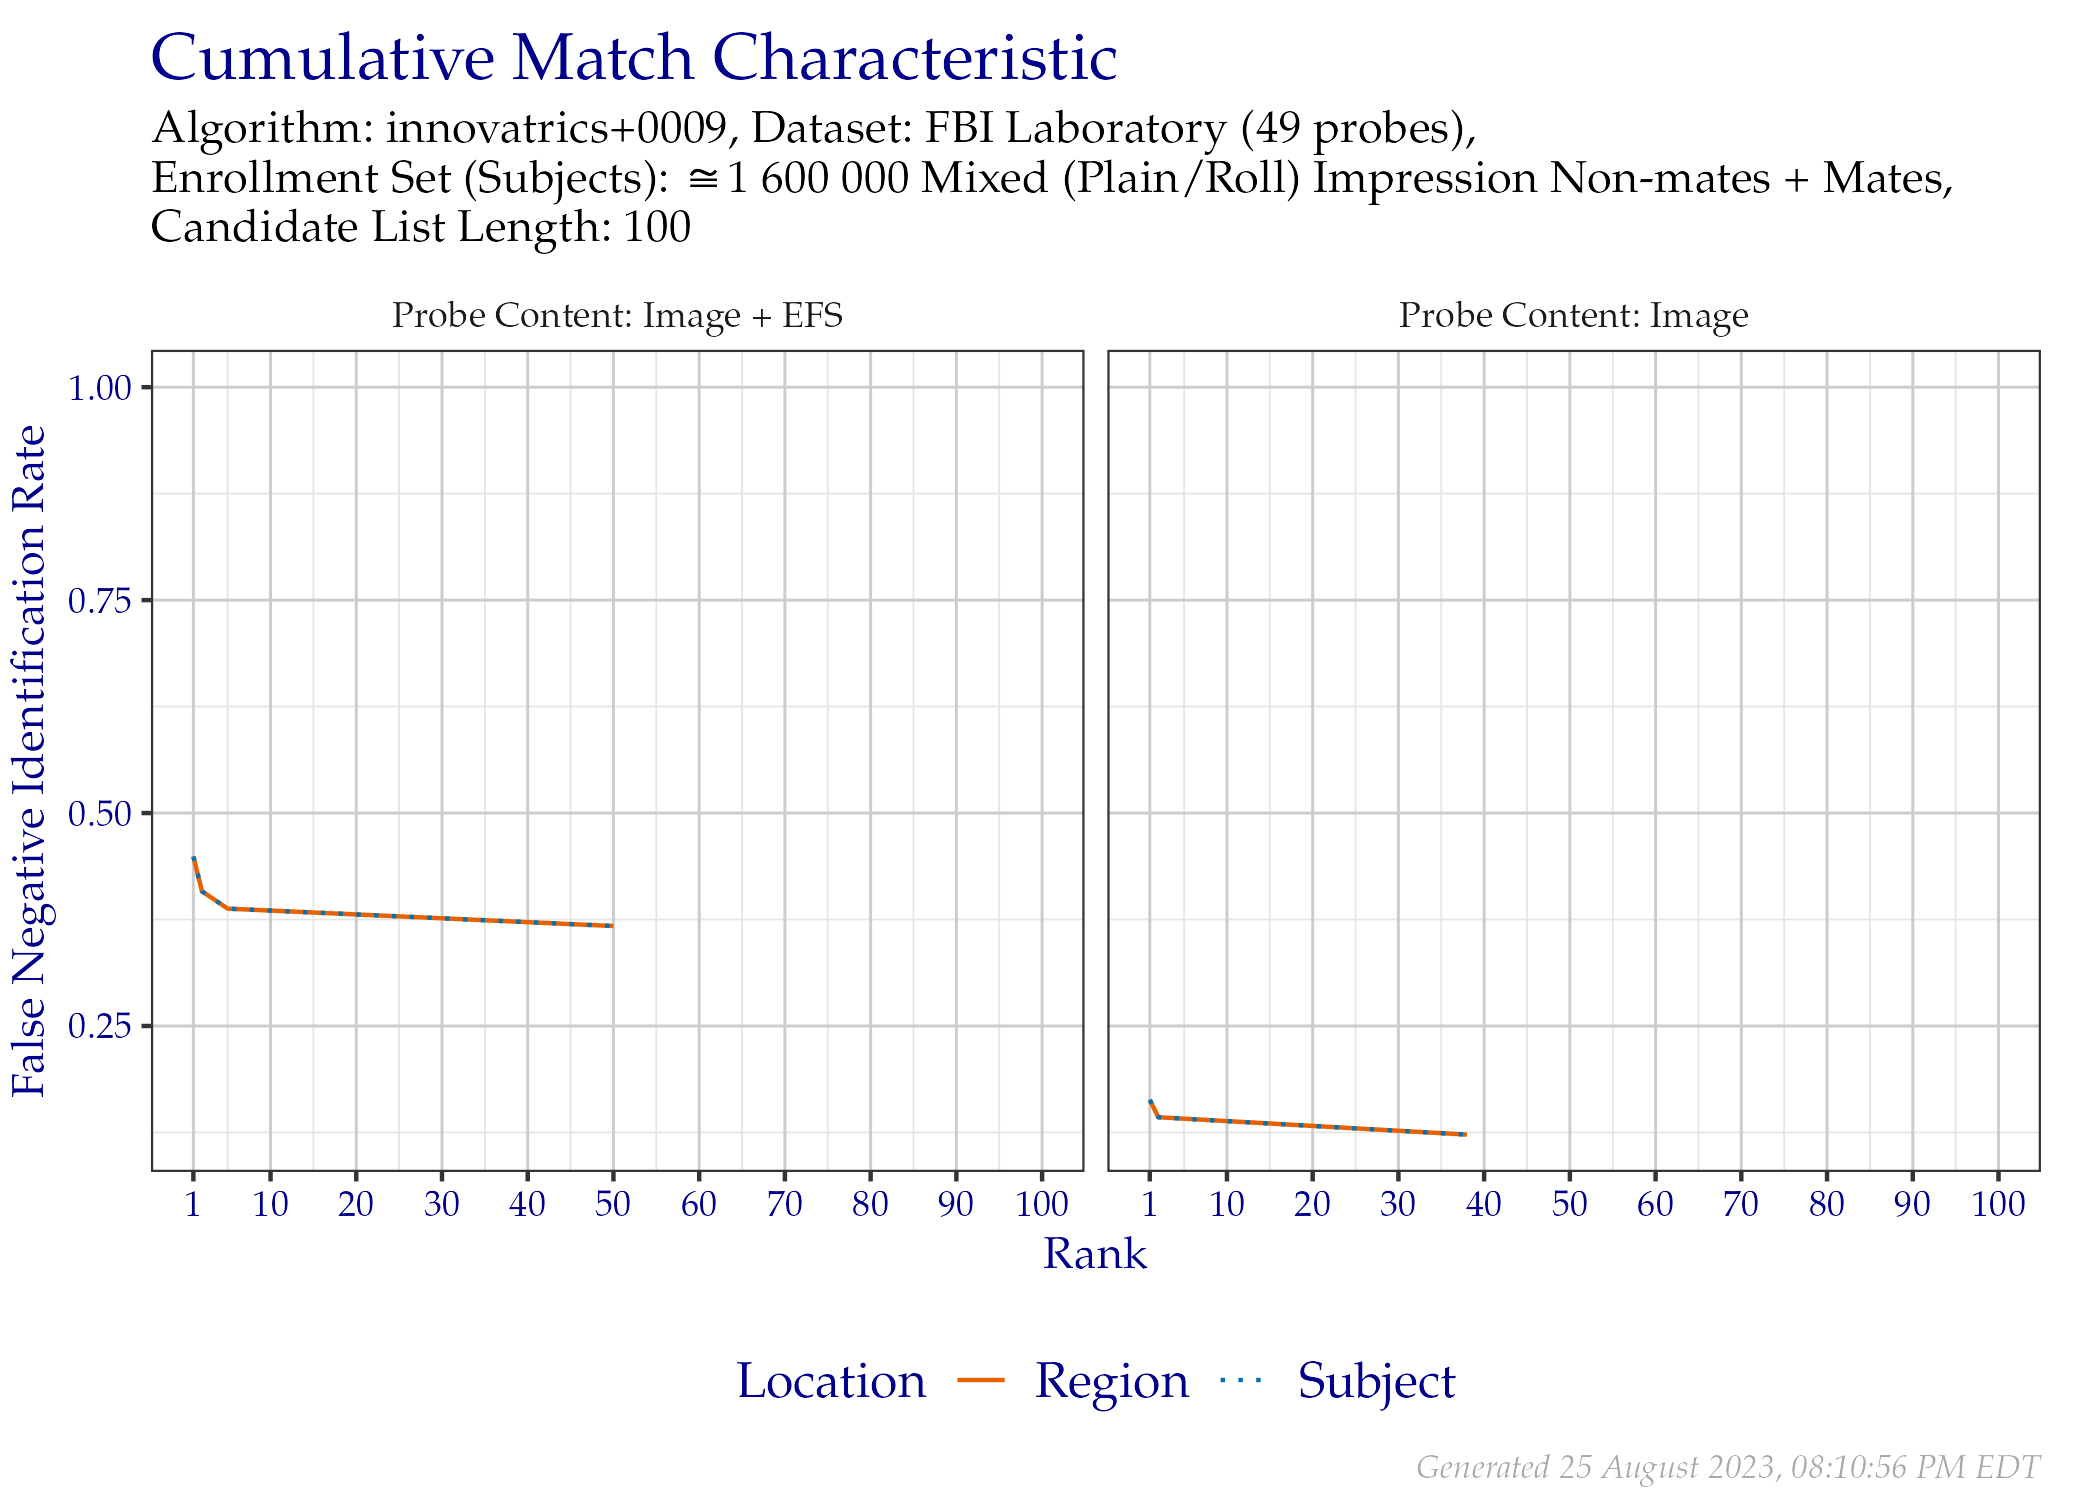 Cumulative Match Characteristic
Algorithm: innovatrics+0009, Dataset: FBI Laboratory (49 probes),
Enrollment Set (Subjects): ≅1 600 000 Mixed (Plain/Roll) Impression Non-mates + Mates,
Candidate List Length: 100
Probe Content: Image + EFS
Probe Content: Image
False Negative Identification Rate
1.00
0.75
0.50
0.25
1 10 20 30 40 50 60 70 80 90 100
1 10 20 30 40 50 60 70 80 90 100
Rank
Location Region Subject
Generated 25 August 2023, 08:10:56 PM EDT